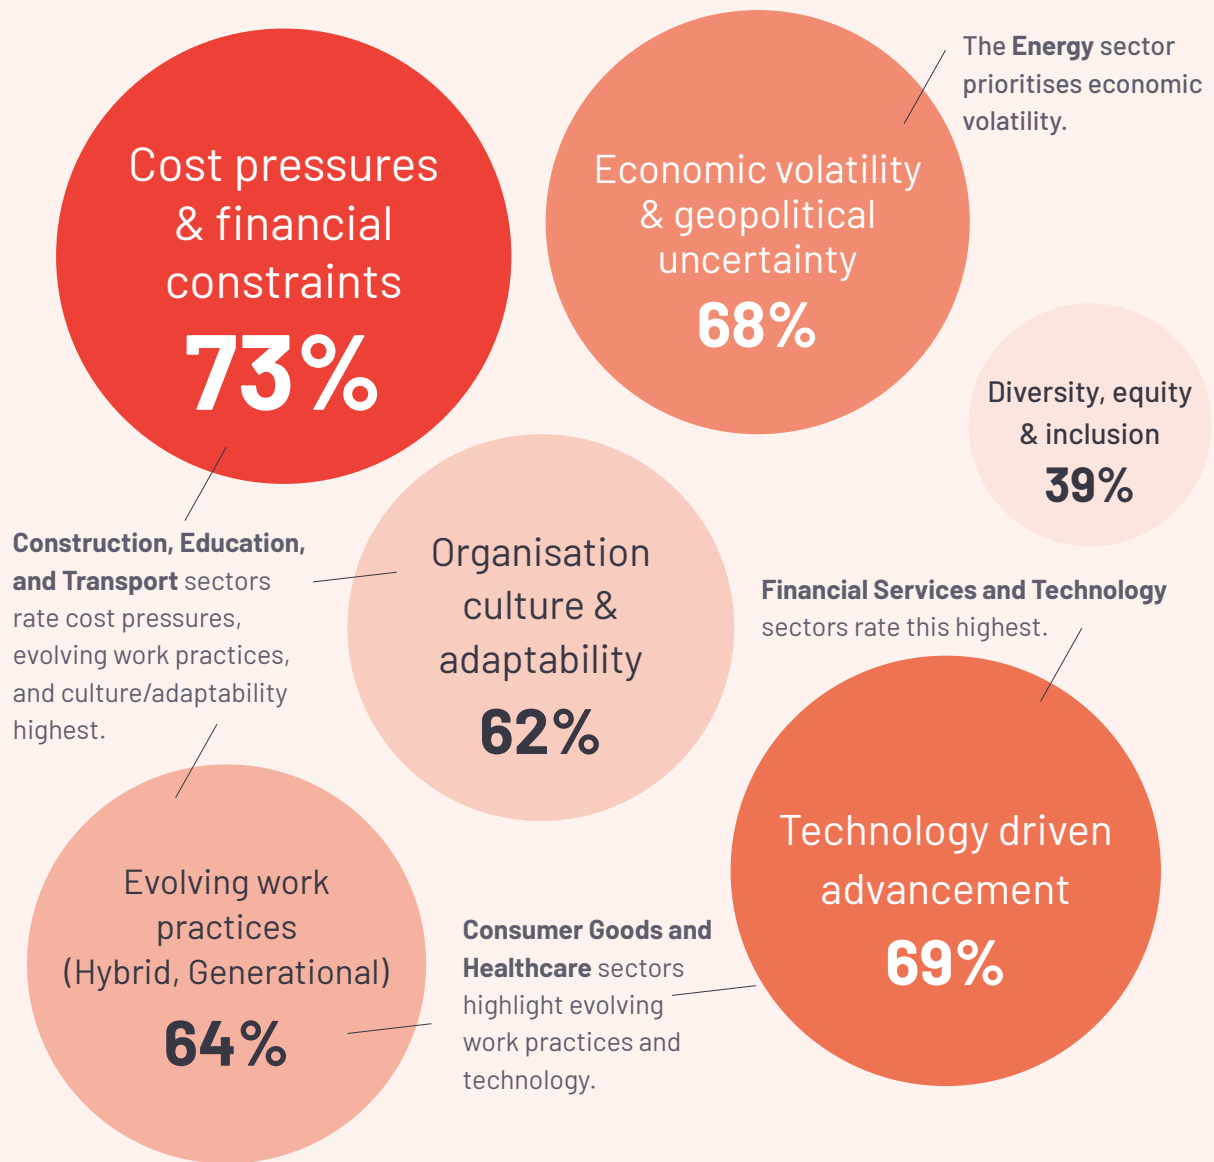 Cost pressures
& financial
constraints
73%
Economic volatility
& geopolitical
uncertainty
68%
The Energy sector
prioritises economic
volatility.
Diversity, equity
& inclusion
39%
Construction, Education,
and Transport sectors
rate cost pressures,
evolving work practices,
and culture/adaptability
highest.
Organisation
culture &
adaptability
62%
Financial Services and Technology
sectors rate this highest.
Evolving work
practices
(Hybrid, Generational)
64%
Consumer Goods and
Healthcare sectors
highlight evolving
work practices and
technology.
Technology driven
advancement
69%